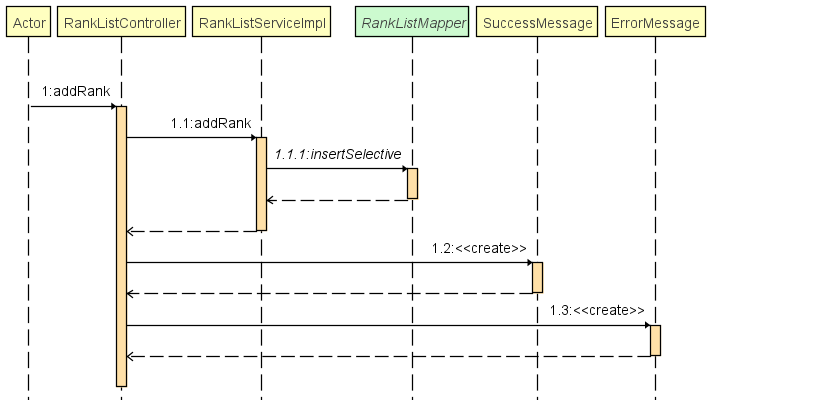 Actor
RankListController
RankListServiceImpl
RankListMapper
SuccessMessage
ErrorMessage
1:addRank
1.1:addRank
1.1.1:insertSelective
1.2:<<create>>
1.3:<<create>>